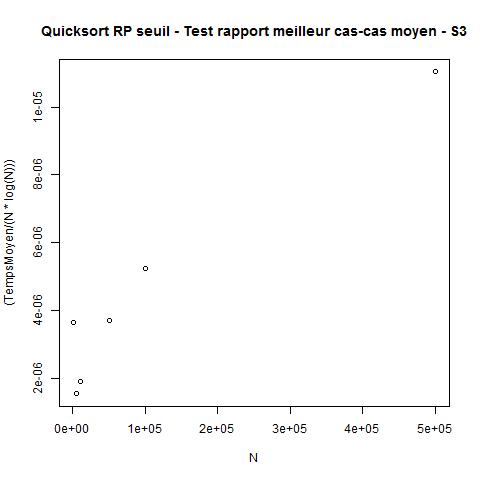 Quicksort RP seuil - Test rapport meilleur cas-cas moyen - S3
(TempsMoyen/(N * log(N)))
1e-05
8e-06
6e-06
4e-06
2e-06
0e+00 1e+05 2e+05 3e+05 4e+05 5e+05
N